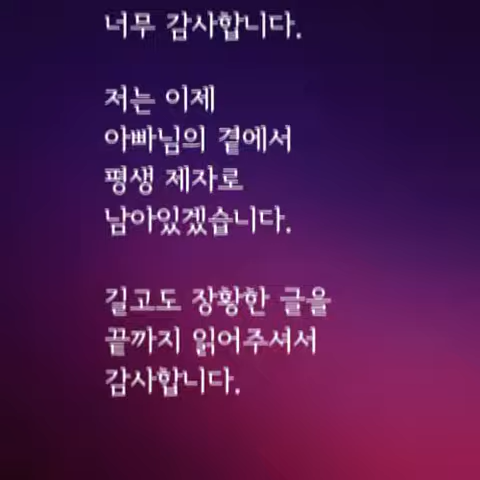 너무 감사합니다.
저는 이제
아빠님의 곁에서
평생 제자로
남아있겠습니다.
길고도 장황한 글을
끝까지 읽어주셔서
감사합니다.